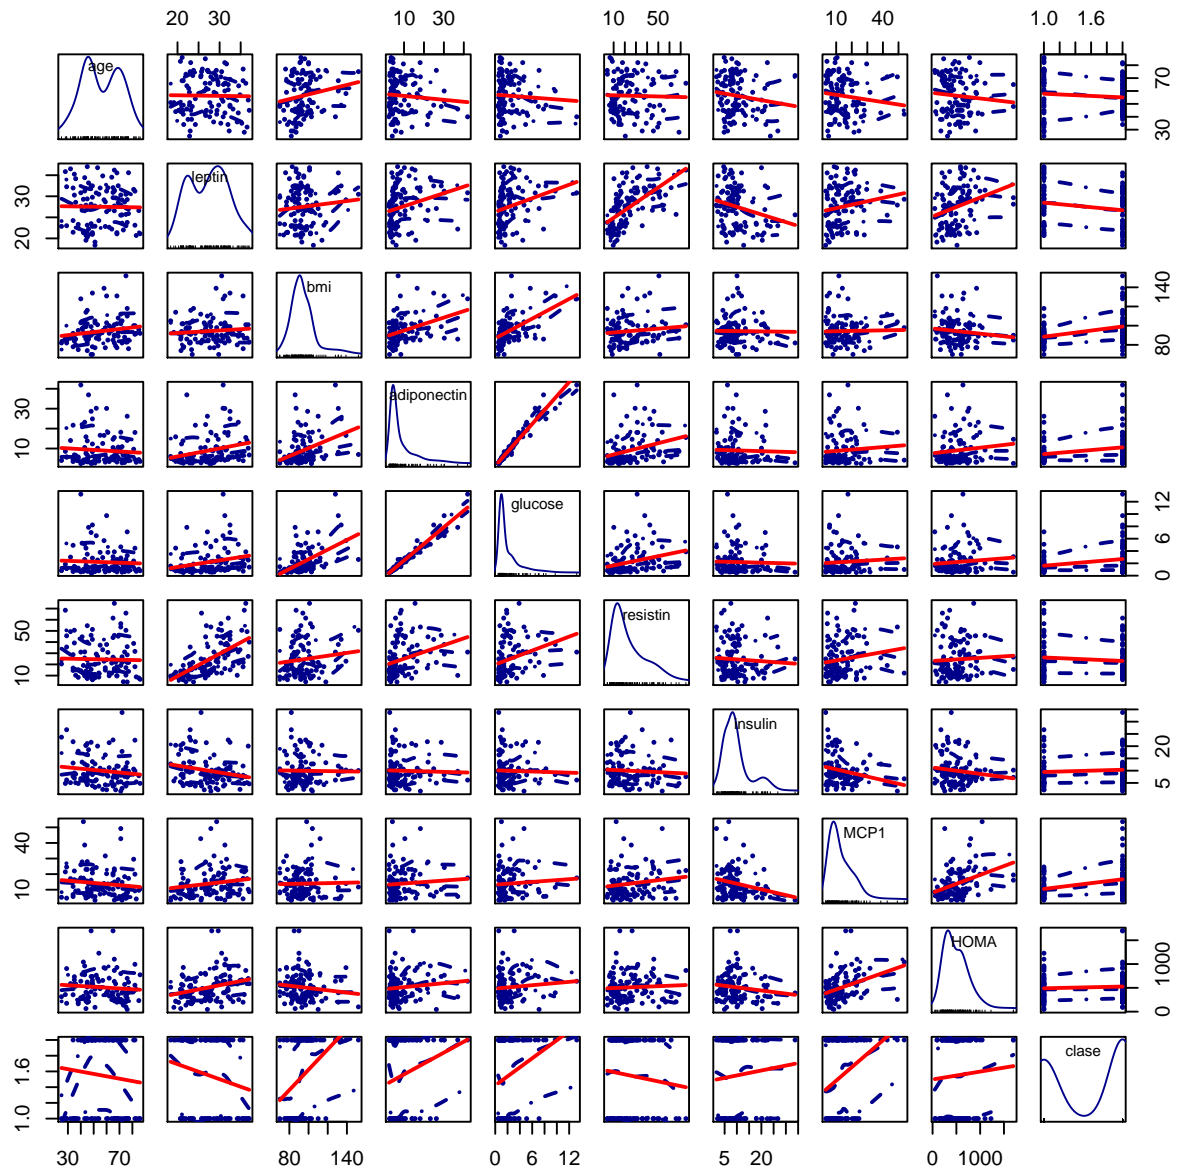 20 30 10 30 10 50 10 40 1.0 1.6
age 30 70
20 30 leptin
bmi 80 140
10 30 adiponectin
glucose 0 6 12
10 50 resistin
insulin 5 20
10 40 MCP1
HOMA 0 1000
1.0 1.6 clase
30 70 80 140 0 6 12 5 20 0 1000